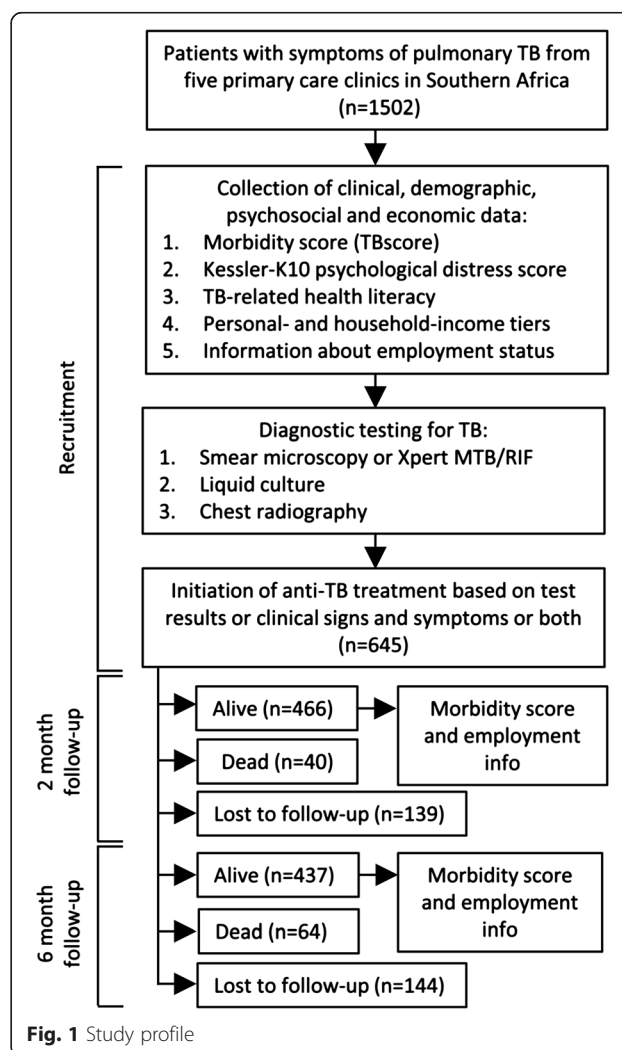 Patients with symptoms of pulmonary TB from
five primary care clinics in Southern Africa
(n=1502)
Recruitment
Collection of clinical, demographic,
psychosocial and economic data:
1. Morbidity score (TBscore)
2. Kessler-K10 psychological distress score
3. TB-related health literacy
4. Personal- and household-income tiers
5. Information about employment status
Diagnostic testing for TB:
1. Smear microscopy or Xpert MTB/RIF
2. Liquid culture
3. Chest radiography
Initiation of anti-TB treatment based on test
results or clinical signs and symptoms or both
(n=645)
2 month
follow-up
Alive (n=466)
Morbidity score
and employment
info
Dead (n=40)
Lost to follow-up (n=139)
6 month
follow-up
Alive (n=437)
Morbidity score
and employment
info
Dead (n=64)
Lost to follow-up (n=144)
Fig. 1 Study profile